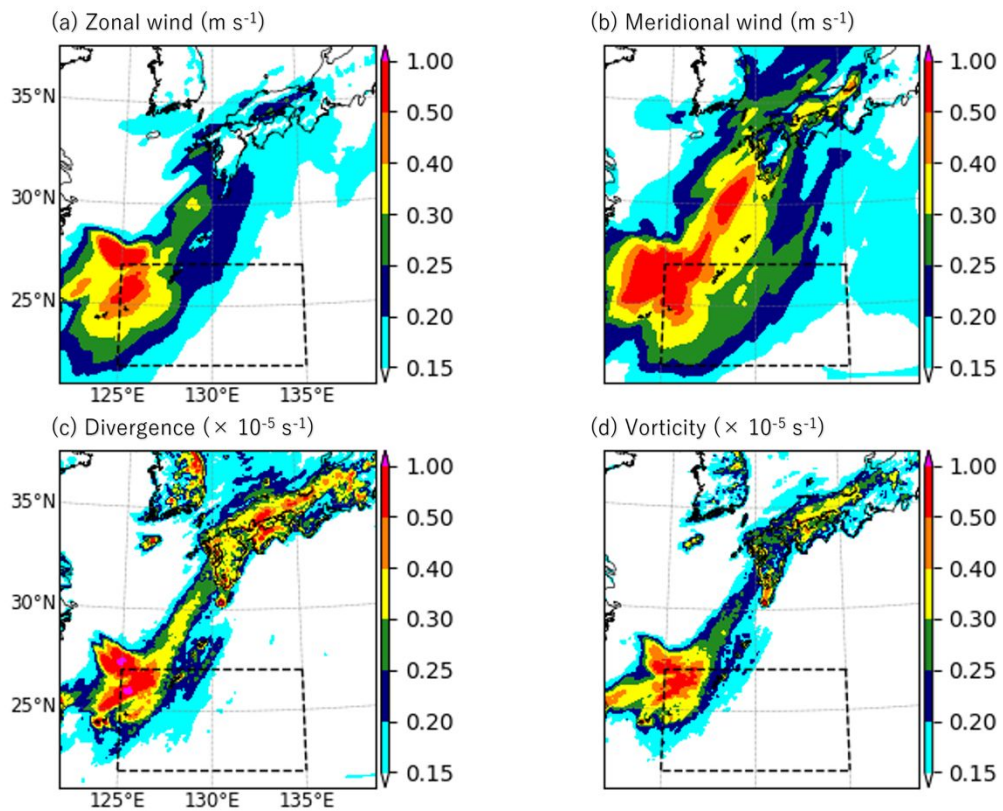 (a) Zonal wind (m s⁻¹)
(b) Meridional wind (m s⁻¹)
35°N
30°N
25°N
125°E 130°E 135°E
1.00
0.50
0.40
0.30
0.25
0.20
0.15
1.00
0.50
0.40
0.30
0.25
0.20
0.15
(c) Divergence (× 10⁻⁵ s⁻¹)
(d) Vorticity (× 10⁻⁵ s⁻¹)
35°N
30°N
25°N
125°E 130°E 135°E
1.00
0.50
0.40
0.30
0.25
0.20
0.15
1.00
0.50
0.40
0.30
0.25
0.20
0.15